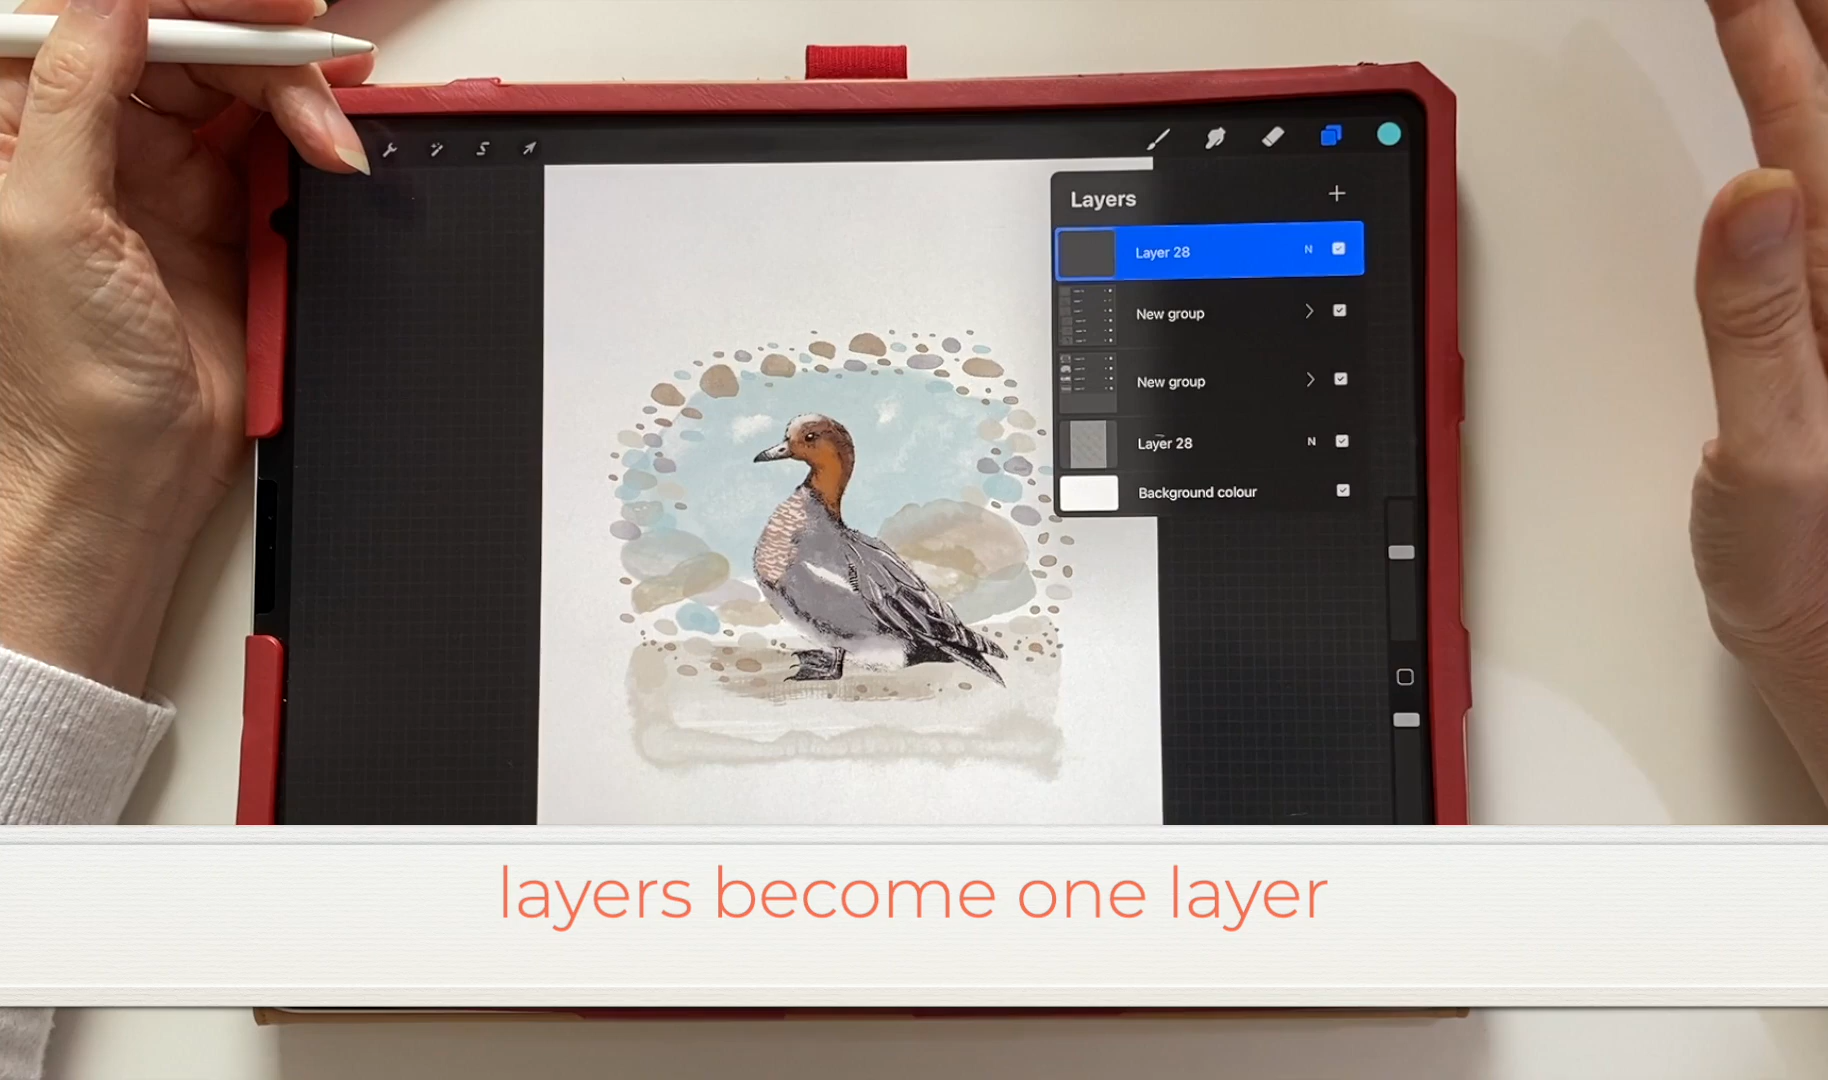 Layers
Layer 28 N
New group
New group
Layer 28 N
Background colour
layers become one layer